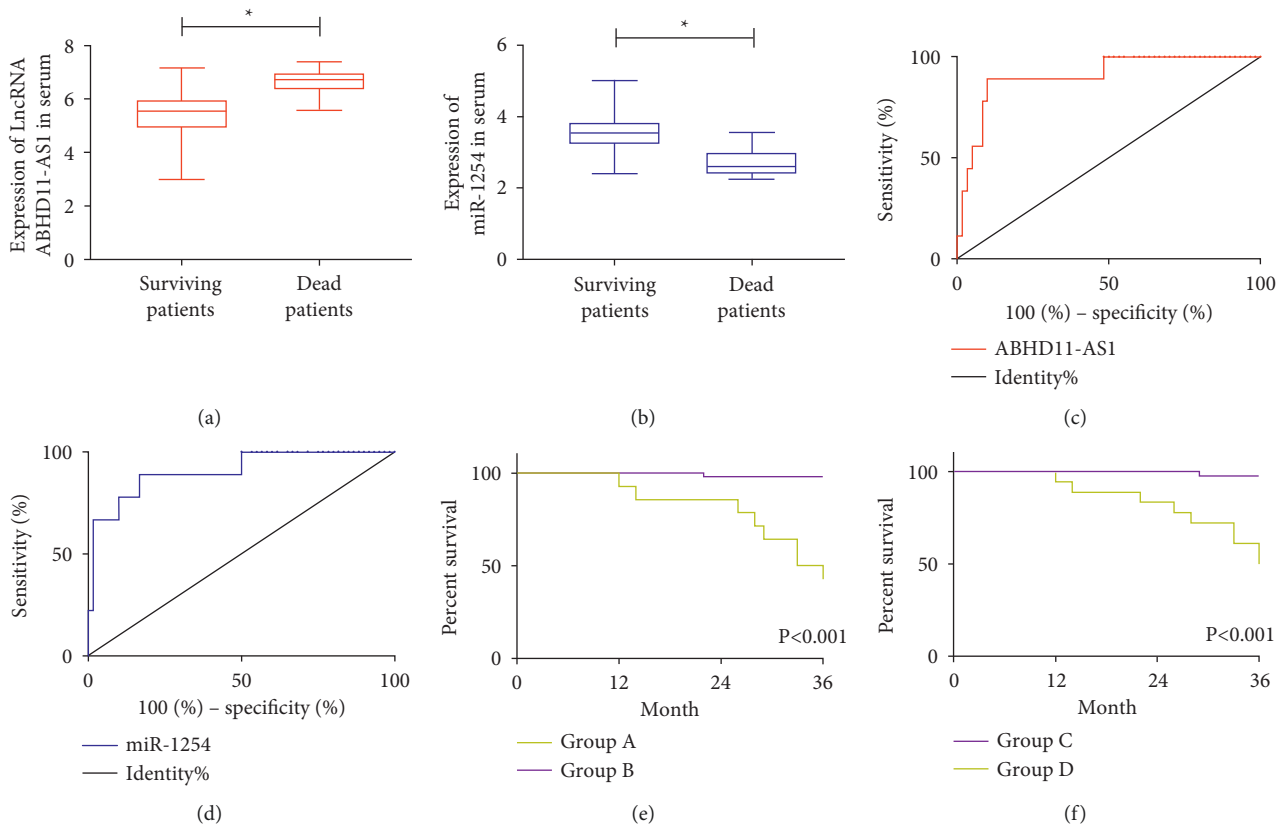 *
Expression of LncRNA
ABHD11-AS1 in serum
8
6
4
2
0
Surviving
patients
Dead
patients
(a)
*
Expression of
miR-1254 in serum
6
4
2
0
Surviving
patients
Dead
patients
(b)
Sensitivity (%)
100
50
0
0
50
100
100 (%) – specificity (%)
ABHD11-AS1
Identity%
(c)
Sensitivity (%)
100
50
0
0
50
100
100 (%) – specificity (%)
miR-1254
Identity%
(d)
Percent survival
100
50
0
P<0.001
0
12
24
36
Month
Group A
Group B
(e)
Percent survival
100
50
0
P<0.001
0
12
24
36
Month
Group C
Group D
(f)